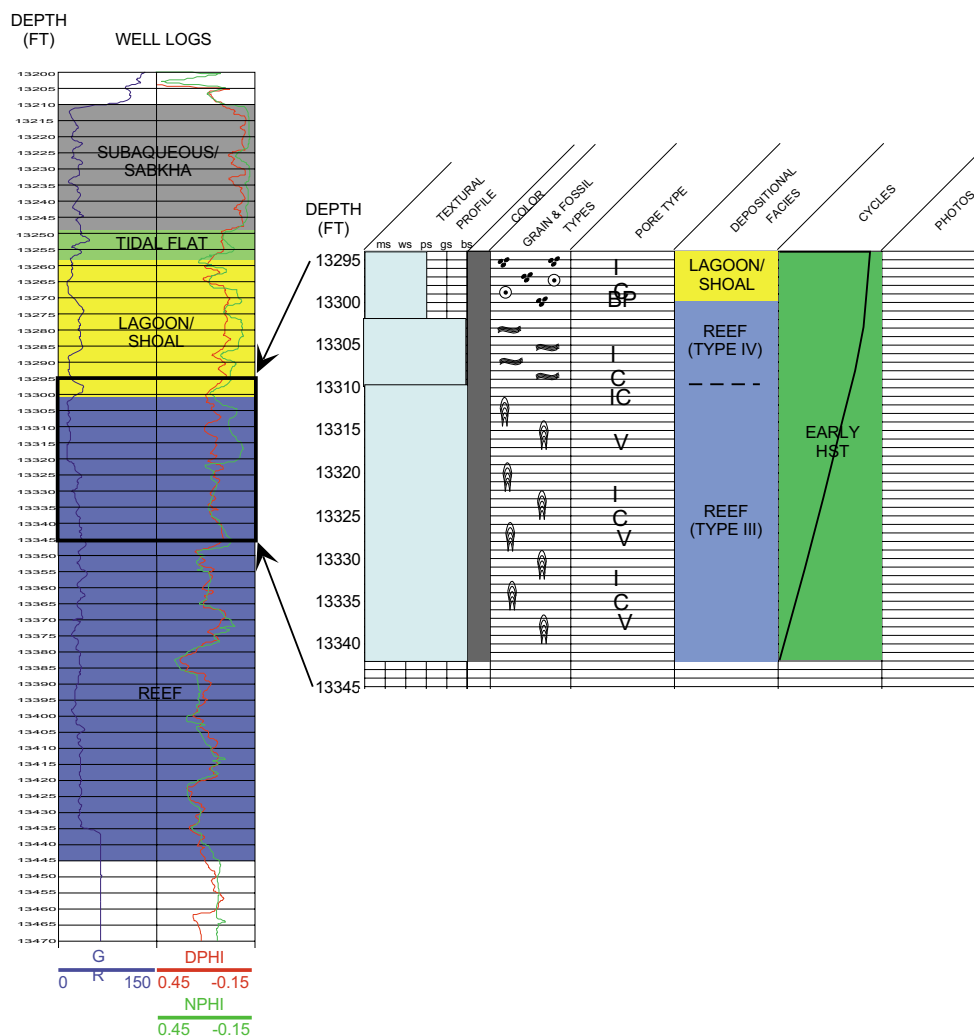 DEPTH
(FT)
WELL LOGS
13200
13205
13210
13215
13220
13225
13230
13235
13240
13245
13250
13255
13260
13265
13270
13275
13280
13285
13290
13295
13300
13305
13310
13315
13320
13325
13330
13335
13340
13345
13350
13355
13360
13365
13370
13375
13380
13385
13390
13395
13400
13405
13410
13415
13420
13425
13430
13435
13440
13445
13450
13455
13460
13465
13470
SUBAQUEOUS/
SABKHA
TIDAL FLAT
LAGOON/
SHOAL
REEF
G
R
0 150
DPHI
0.45 -0.15
NPHI
0.45 -0.15
DEPTH
(FT)
TEXTURAL
PROFILE
COLOR
GRAIN & FOSSIL
TYPES
PORE TYPE
DEPOSITIONAL
FACIES
CYCLES
PHOTOS
ms ws ps gs bs
13295
13300
13305
13310
13315
13320
13325
13330
13335
13340
13345
I
C
BP
I
C
IC
V
I
C
V
I
C
V
LAGOON/
SHOAL
REEF
(TYPE IV)
REEF
(TYPE III)
EARLY
HST